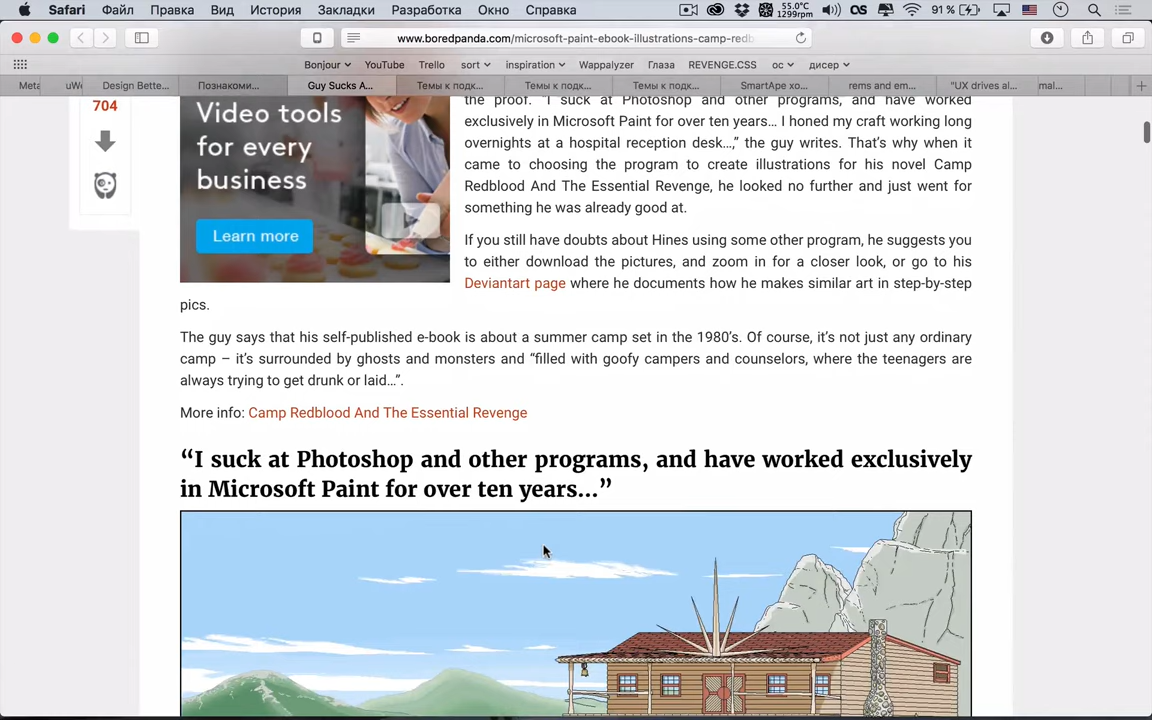 Safari Файл Правка Вид История Закладки Разработка Окно Справка 55.0°C 1299rpm OS 91 %
www.boredpanda.com/microsoft-paint-ebook-illustrations-camp-redb
Bonjour YouTube Trello sort inspiration Wappalyzer Глаза REVENGE.CSS ос дисер
Meta uWe Design Bette... Познакоми... Guy Sucks A... Темы к подк... Темы к подк... Темы к подк... SmartApe хо... rems and em... "UX drives al... mal...
704
Video tools
for every
business
Learn more
the proof. “I suck at Photoshop and other programs, and have worked
exclusively in Microsoft Paint for over ten years… I honed my craft working long
overnights at a hospital reception desk…,” the guy writes. That’s why when it
came to choosing the program to create illustrations for his novel Camp
Redblood And The Essential Revenge, he looked no further and just went for
something he was already good at.
If you still have doubts about Hines using some other program, he suggests you
to either download the pictures, and zoom in for a closer look, or go to his
Deviantart page where he documents how he makes similar art in step-by-step
pics.
The guy says that his self-published e-book is about a summer camp set in the 1980’s. Of course, it’s not just any ordinary
camp – it’s surrounded by ghosts and monsters and “filled with goofy campers and counselors, where the teenagers are
always trying to get drunk or laid…”.
More info: Camp Redblood And The Essential Revenge
“I suck at Photoshop and other programs, and have worked exclusively
in Microsoft Paint for over ten years…”